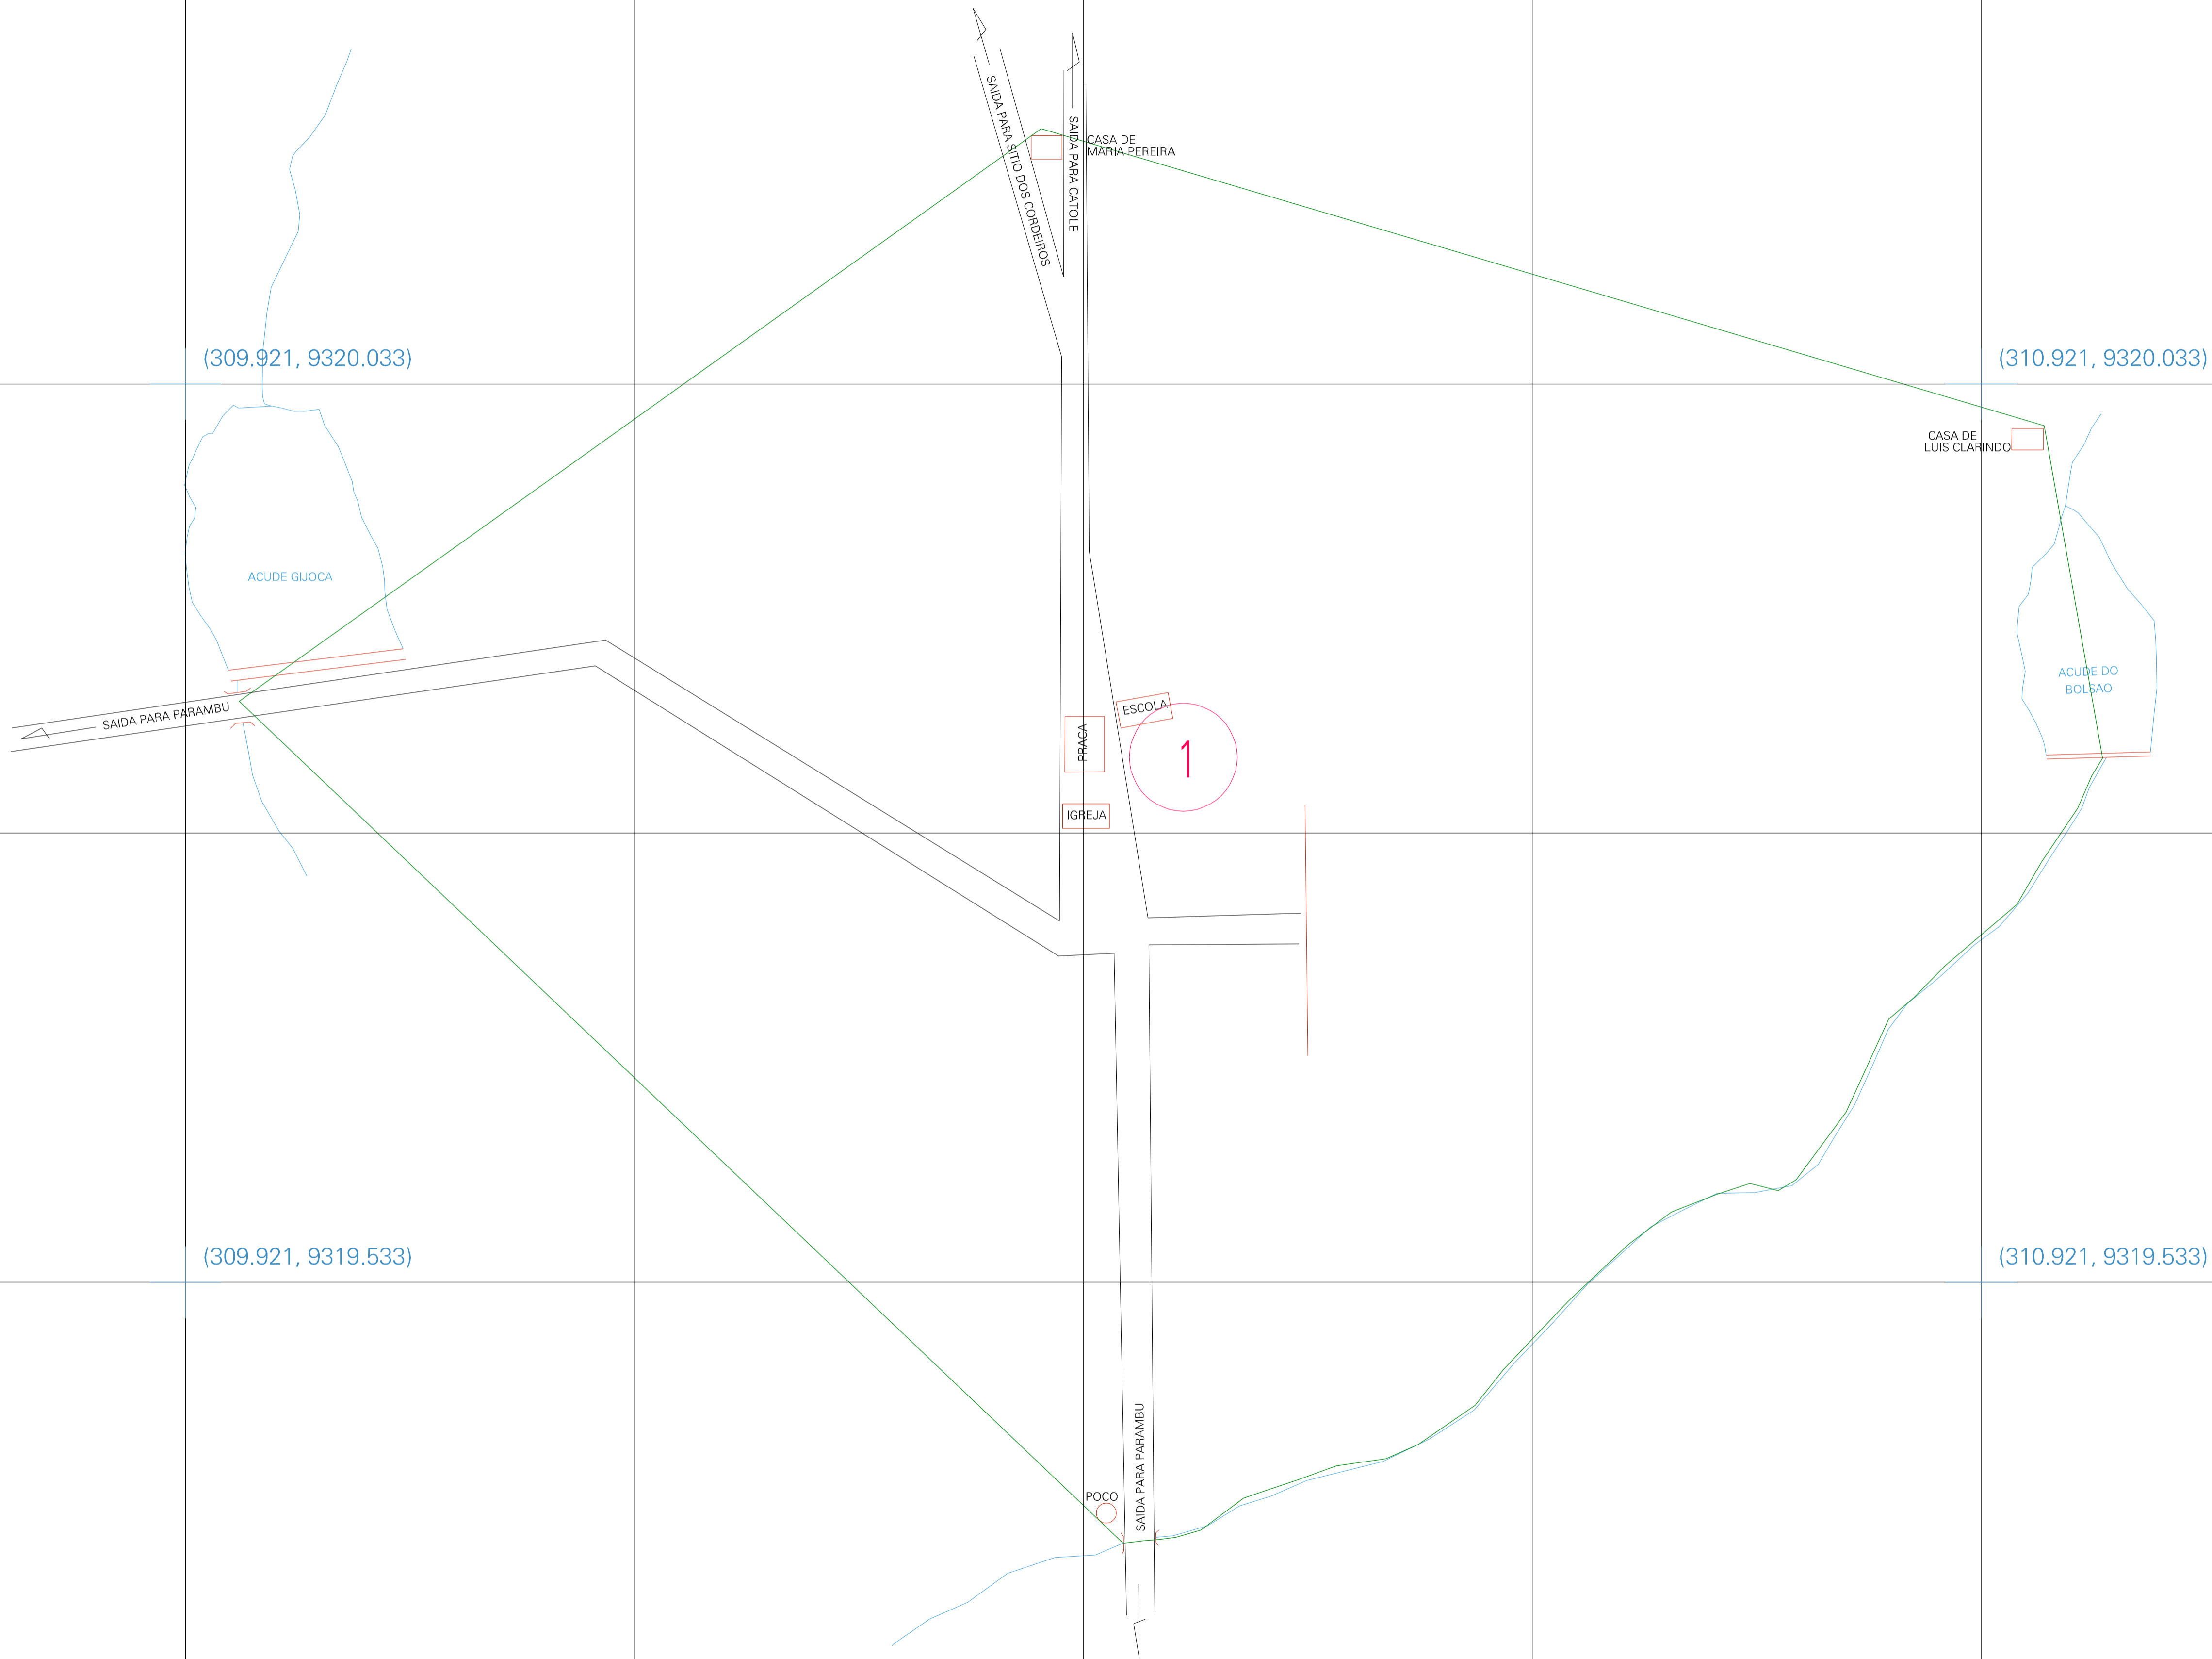 SAIDA PARA SITIO DOS CORDEIROS
SAIDA PARA CATOLE
CASA DE
MARIA PEREIRA
(309.921, 9320.033)
(310.921, 9320.033)
CASA DE
LUIS CLARINDO
ACUDE GIJOCA
ACUDE DO
BOLSAO
SAIDA PARA PARAMBU
ESCOLA
PRACA
1
IGREJA
(309.921, 9319.533)
(310.921, 9319.533)
SAIDA PARA PARAMBU
POCO